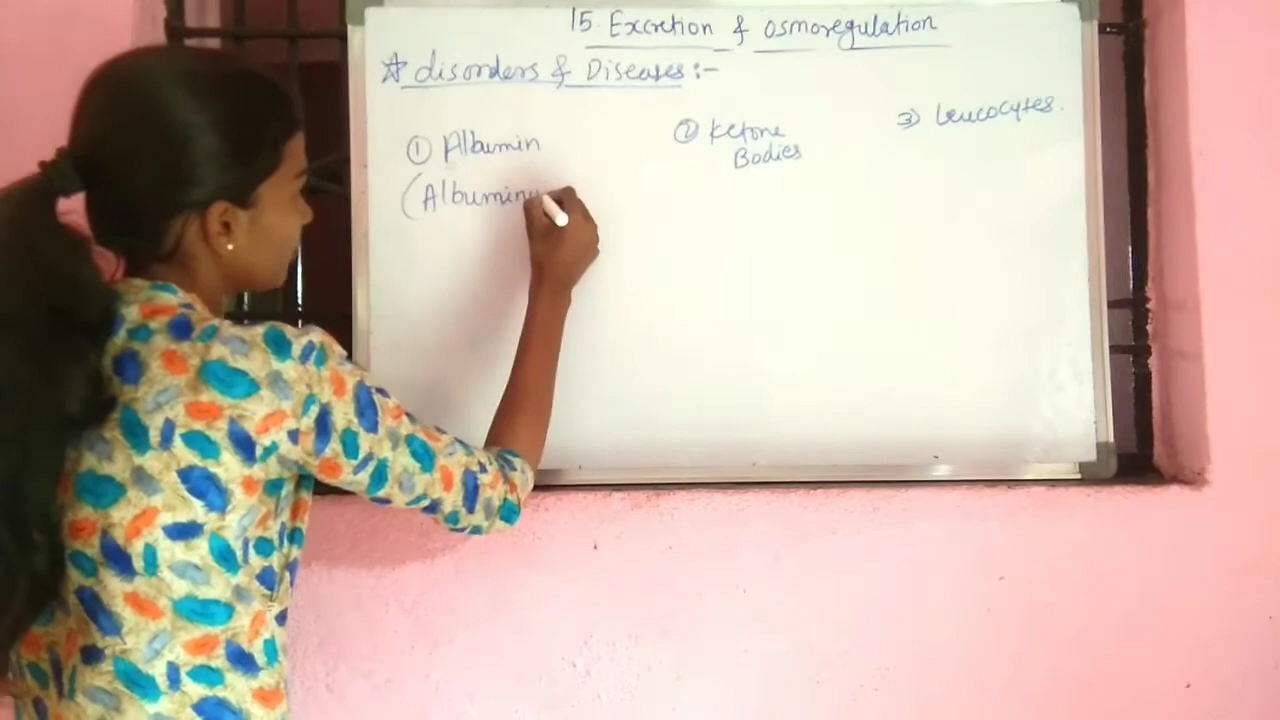 15. Excretion & osmoregulation
☆ disorders & Diseases :-
① Albumin
② Ketone
Bodies
③ Leucocytes.
(Albuminu